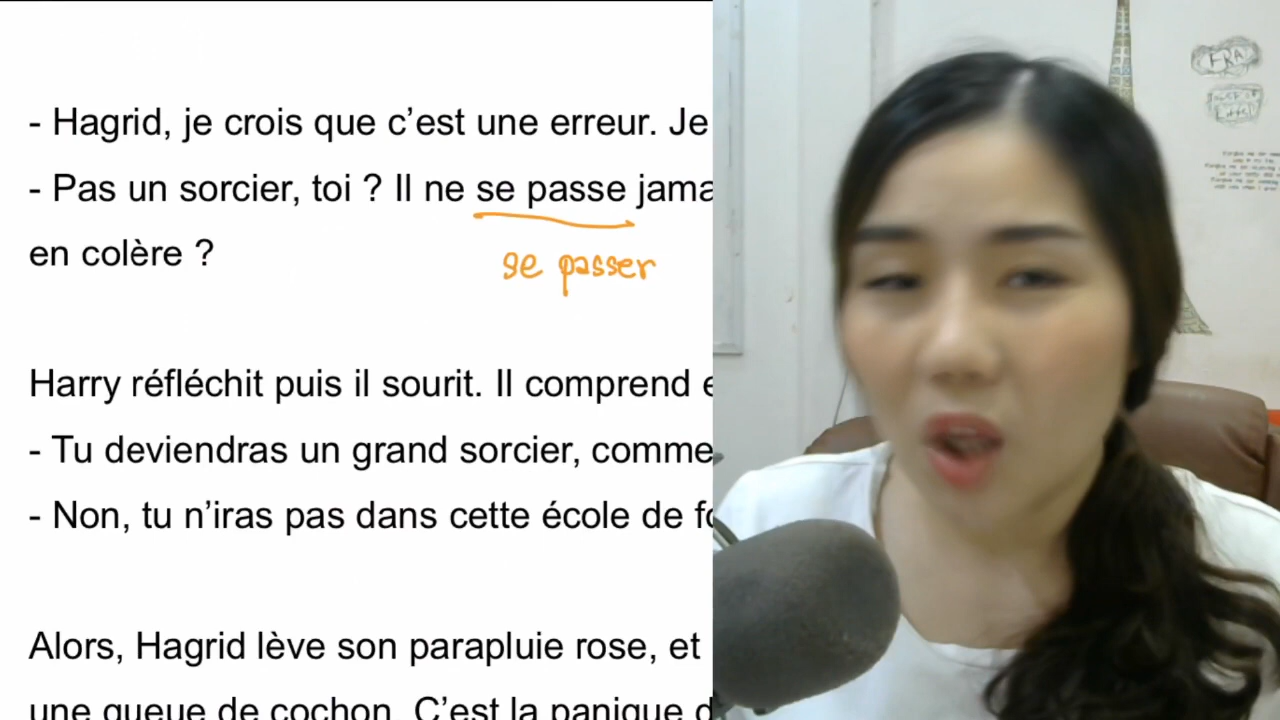 - Hagrid, je crois que c’est une erreur. Je
- Pas un sorcier, toi ? Il ne se passe jama
se passer
en colère ?
Harry réfléchit puis il sourit. Il comprend e
- Tu deviendras un grand sorcier, comme
- Non, tu n’iras pas dans cette école de fo
Alors, Hagrid lève son parapluie rose, et
une queue de cochon. C’est la panique d
FRA